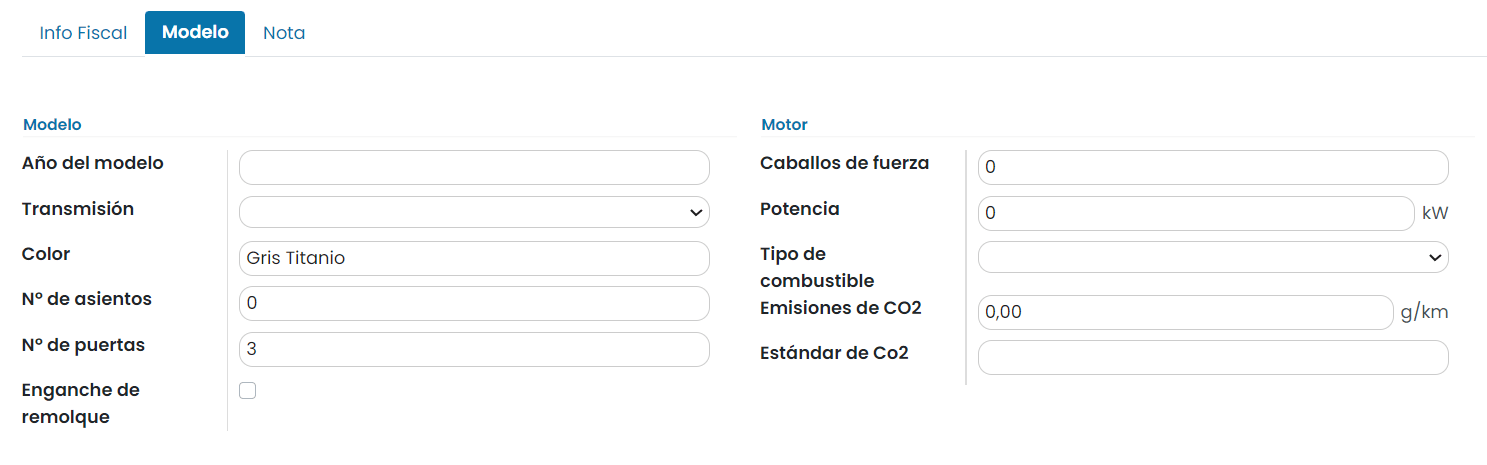 Info Fiscal
Modelo
Nota
Modelo
Año del modelo
Transmisión
Color
Gris Titanio
Nº de asientos
0
Nº de puertas
3
Enganche de
remolque
Motor
Caballos de fuerza
0
Potencia
0
kW
Tipo de
combustible
Emisiones de CO2
0,00
g/km
Estándar de Co2